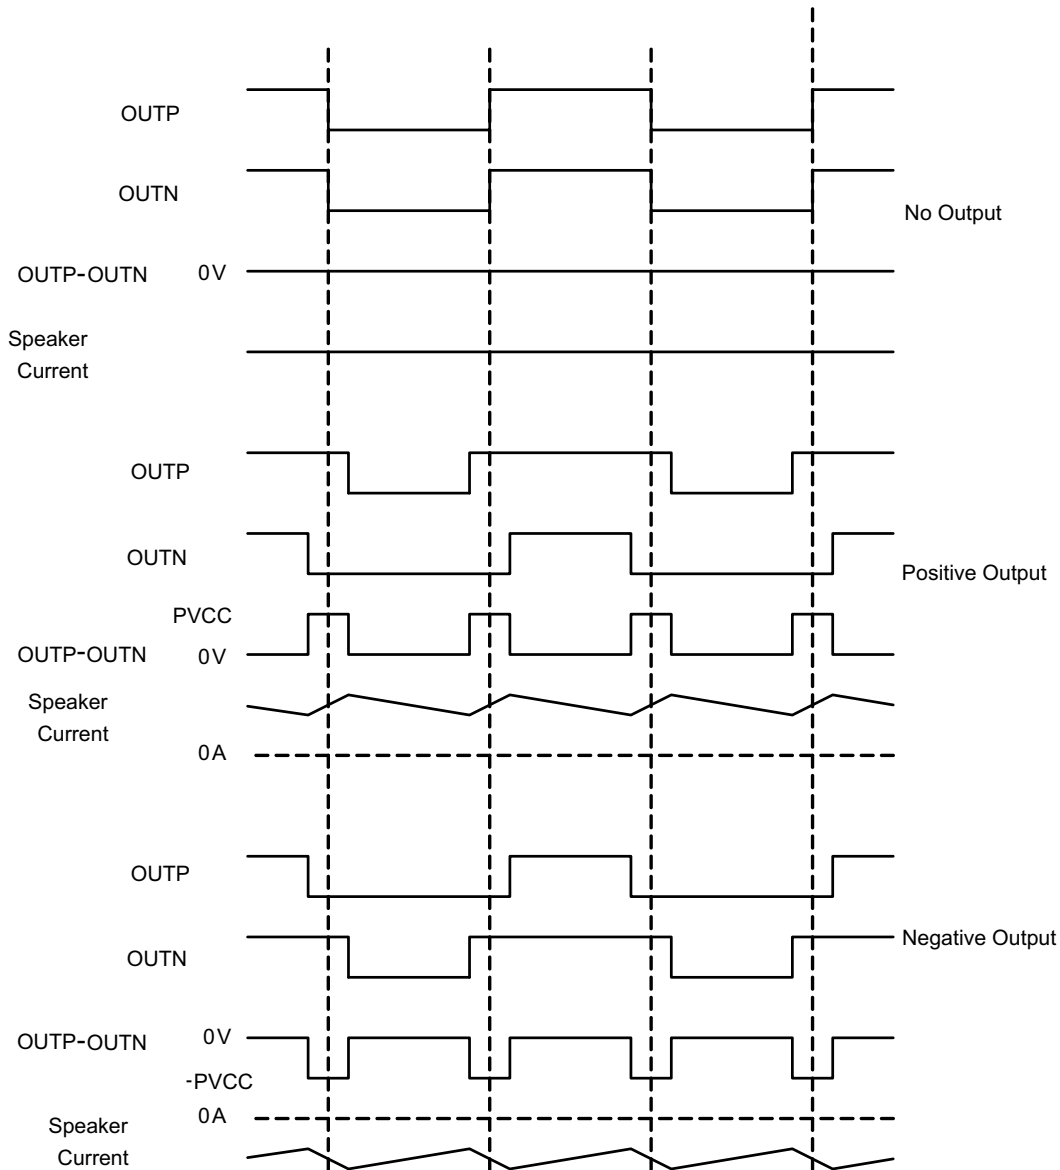 OUTP
OUTN
No Output
OUTP-OUTN 0V
Speaker
Current
OUTP
OUTN
Positive Output
PVCC
OUTP-OUTN 0V
Speaker
Current
0A
OUTP
Negative Output
OUTN
OUTP-OUTN 0V
-PVCC
0A
Speaker
Current